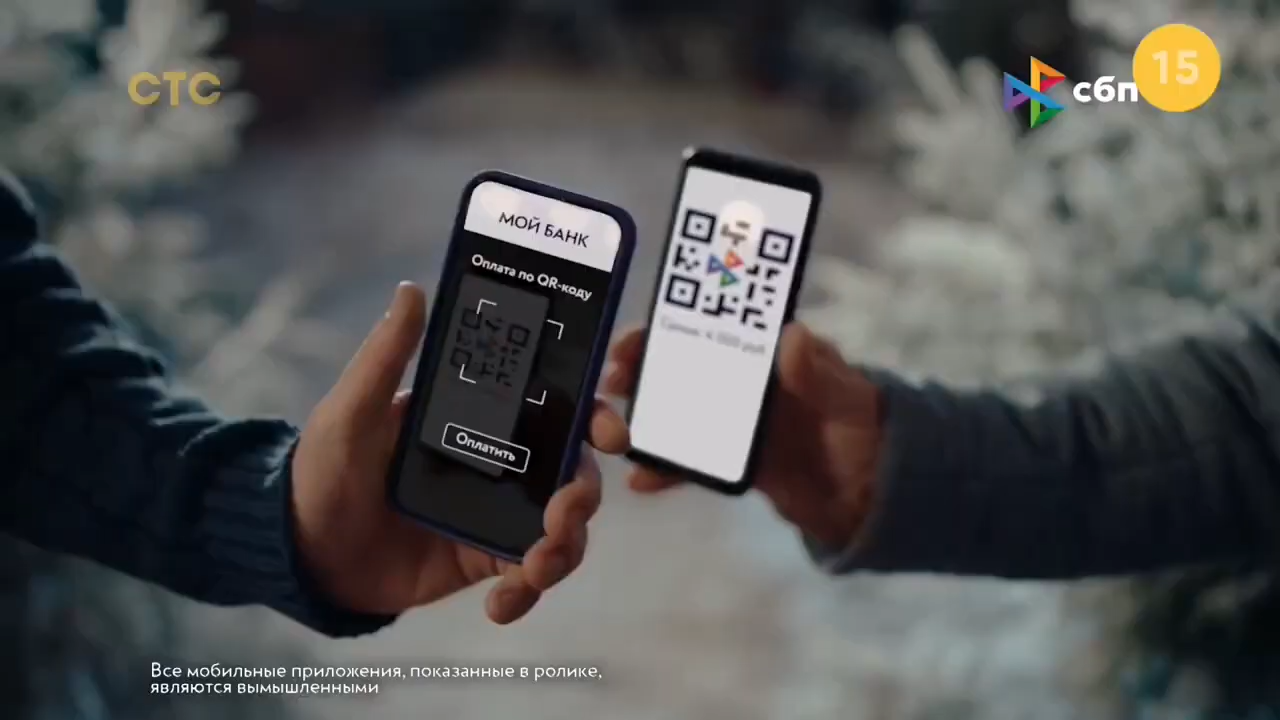 СТС
сбп
15
МОЙ БАНК
Оплата по QR-коду
Оплатить
Все мобильные приложения, показанные в ролике,
являются вымышленными